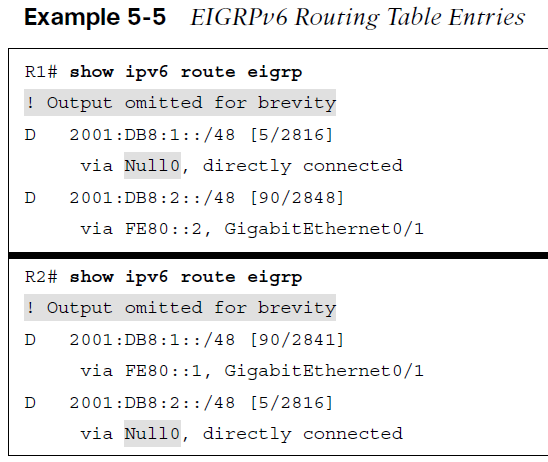 Example 5-5 EIGRPv6 Routing Table Entries
R1# show ipv6 route eigrp
! Output omitted for brevity
D 2001:DB8:1::/48 [5/2816]
via Null0, directly connected
D 2001:DB8:2::/48 [90/2848]
via FE80::2, GigabitEthernet0/1
R2# show ipv6 route eigrp
! Output omitted for brevity
D 2001:DB8:1::/48 [90/2841]
via FE80::1, GigabitEthernet0/1
D 2001:DB8:2::/48 [5/2816]
via Null0, directly connected